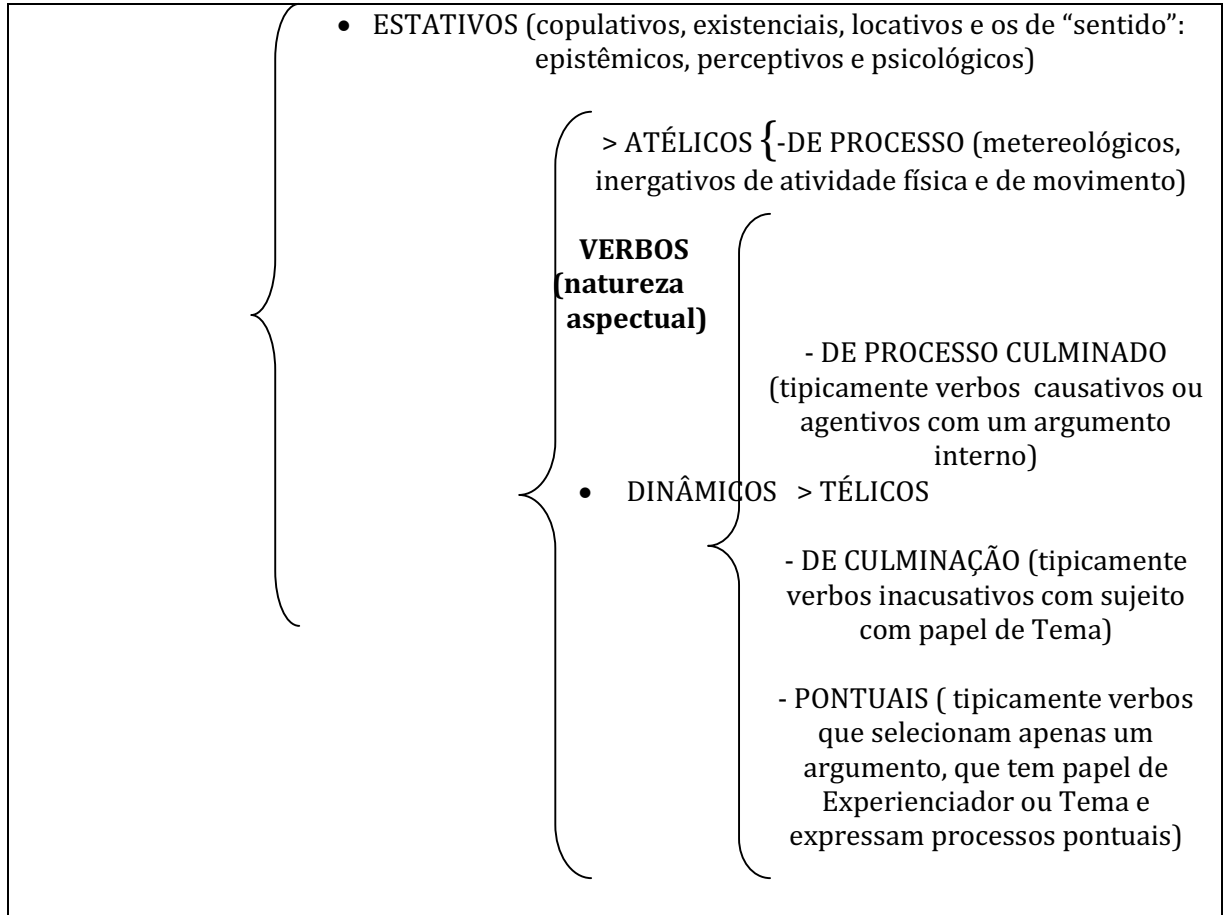 • ESTATIVOS (copulativos, existenciais, locativos e os de “sentido”:
epistêmicos, perceptivos e psicológicos)
> ATÉLICOS {-DE PROCESSO (metereológicos,
inergativos de atividade física e de movimento)
VERBOS
(natureza
aspectual)
- DE PROCESSO CULMINADO
(tipicamente verbos causativos ou
agentivos com um argumento
interno)
• DINÂMICOS > TÉLICOS
- DE CULMINAÇÃO (tipicamente
verbos inacusativos com sujeito
com papel de Tema)
- PONTUAIS ( tipicamente verbos
que selecionam apenas um
argumento, que tem papel de
Experienciador ou Tema e
expressam processos pontuais)